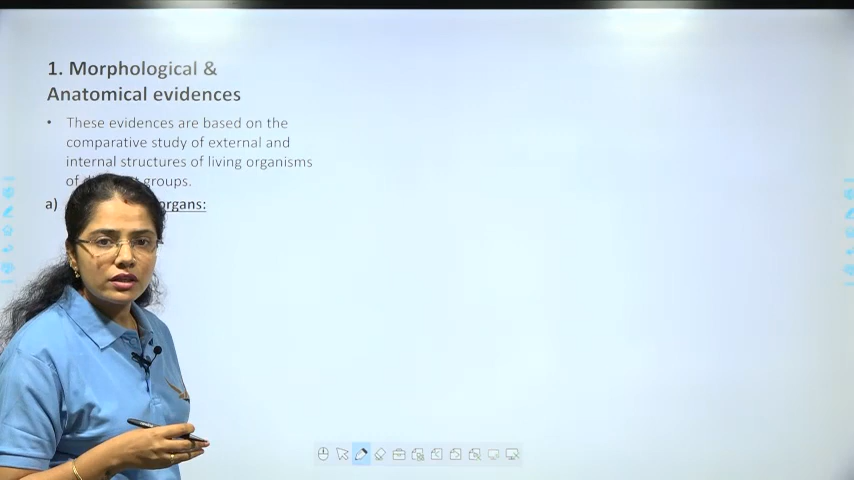 1. Morphological &
Anatomical evidences
• These evidences are based on the
comparative study of external and
internal structures of living organisms
of groups.
a) organs: